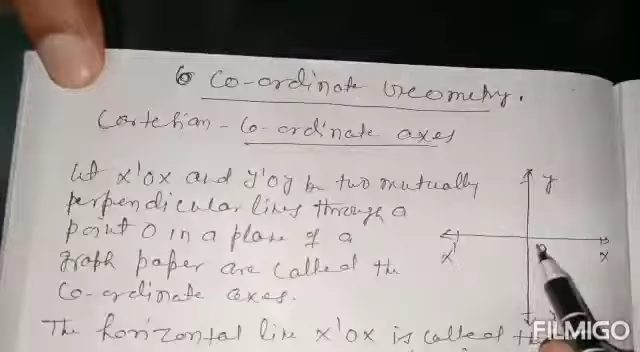 Co-ordinate Geometry.
Cartesian - Co-ordinate axes
let x'ox and y'oy be two mutually
perpendicular lines through a
point O in a plane of a
graph paper are called the
Co-ordinate axes.
y
x'
o
x
The horizontal line x'ox is called the
FILMIGO